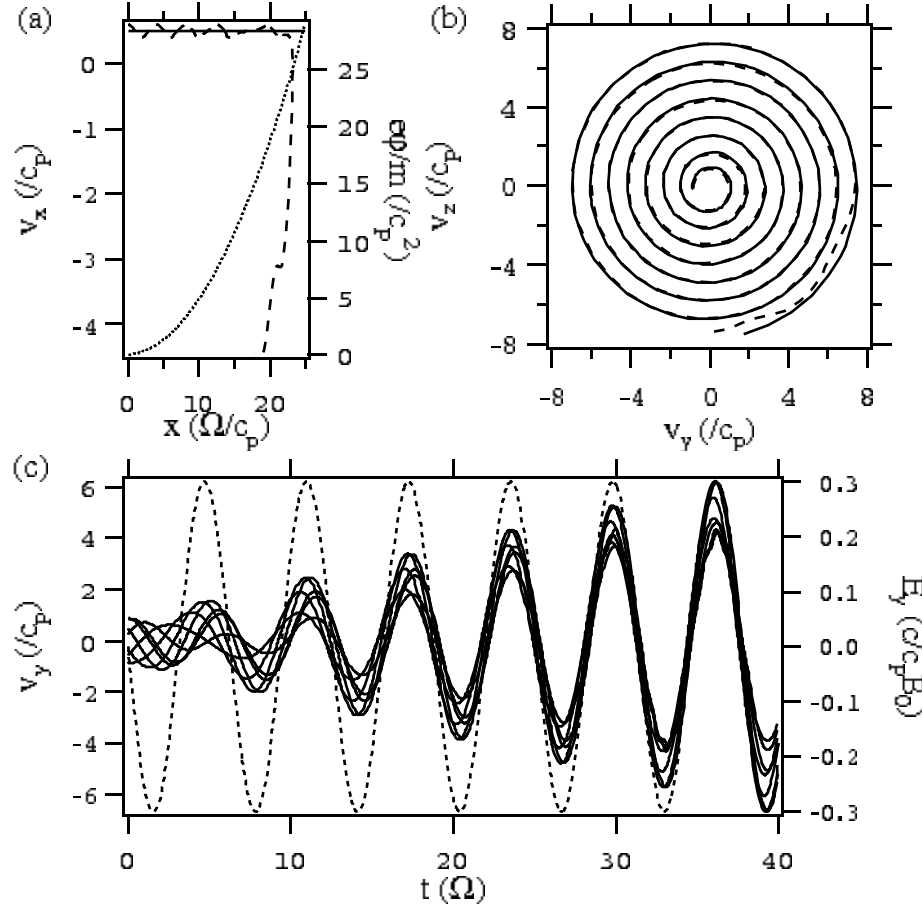 (a)
0
-1
-2
-3
-4
v_x (/c_p)
25
20
15
10
5
0
eφ/m (/c_p^2)
0 10 20
x (Ω/c_p)
(b)
8
4
0
-4
-8
v_z (/c_p)
-8 -4 0 4 8
v_y (/c_p)
(c)
6
4
2
0
-2
-4
-6
v_y (/c_p)
0.3
0.2
0.1
0.0
-0.1
-0.2
-0.3
E_y (c/c_pB_0)
0 10 20 30 40
t (Ω)